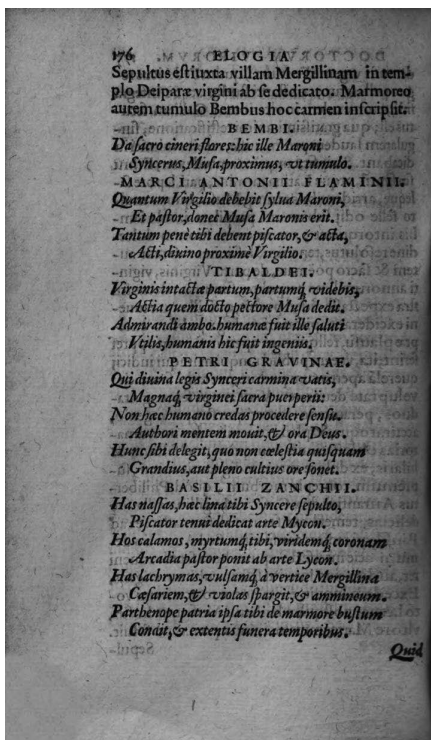 176 ELOGIA
Sepultus est iuxta villam Mergillinam in tem-
plo Deiparæ virgini ab se dedicato. Marmoreo
autem tumulo Bembus hoc carmen inscripsit.
BEMBI.
Da sacro cineri flores: hic ille Maroni
Syncerus, Musa, proximus, vt tumulo.
MARCI ANTONII FLAMINII.
Quantum Virgilio debebit sylua Maroni,
Et pastor, donec Musa Maronis erit.
Tantum penè tibi debent piscator, & acta,
Acti, diuino proximè Virgilio.
TIBALDEI.
Virginis intactæ partum, partumq́ videbis,
Actia quem docto pectore Musa dedit.
Admirandi ambo. humanæ fuit ille saluti
Vtilis, humanis hic fuit ingeniis.
PETRI GRAVINAE.
Qui diuina legis Synceri carmina vatis,
Magnaq́ virginei sacra puerperii:
Non hæc humano credas procedere sensu.
Authori mentem mouit, & ora Deus.
Hunc sibi delegit, quo non cœlestia quisquam
Grandius, aut pleno cultius ore sonet.
BASILII ZANCHII.
Has nassas, hæc lina tibi Syncere sepulto,
Piscator tenui dedicat arte Mycon.
Hos calamos, myrtumq́ tibi, viridemq́ coronam
Arcadia pastor ponit ab arte Lycon.
Has lachrymas, vulsamq́ à vertice Mergillina
Cæsariem, & violas spargit, & ammineum.
Parthenope patria ipsa tibi de marmore bustum
Condit, & extentis funera temporibus.
Quid